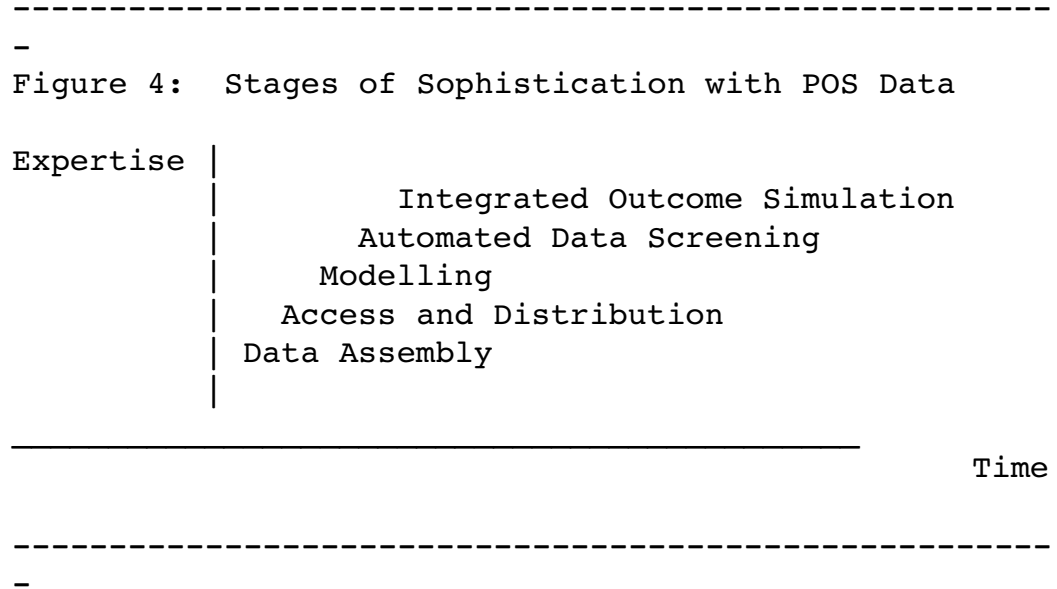 ------------------------------------------------------
-
Figure 4:  Stages of Sophistication with POS Data
Expertise |
          |         Integrated Outcome Simulation
          |       Automated Data Screening
          |     Modelling
          |   Access and Distribution
          | Data Assembly
          |
____________________________________________
                                                  Time
------------------------------------------------------
-